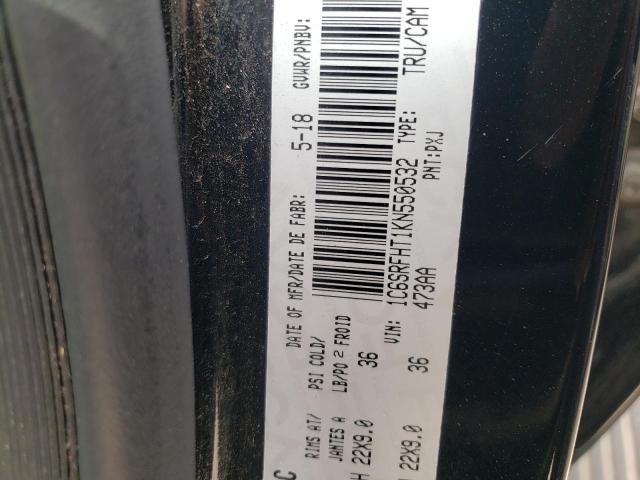 DATE OF MFR/DATE DE FABR: 5-18 GVWR/PNBV:
RIMS AT/ PSI COLD/
JANTES A LB/PO2 FROID
22X9.0 36
VIN: 1C6SRFHT1KN550532 TYPE: TRU/CAM
22X9.0 36 473AA PNT:PXJ